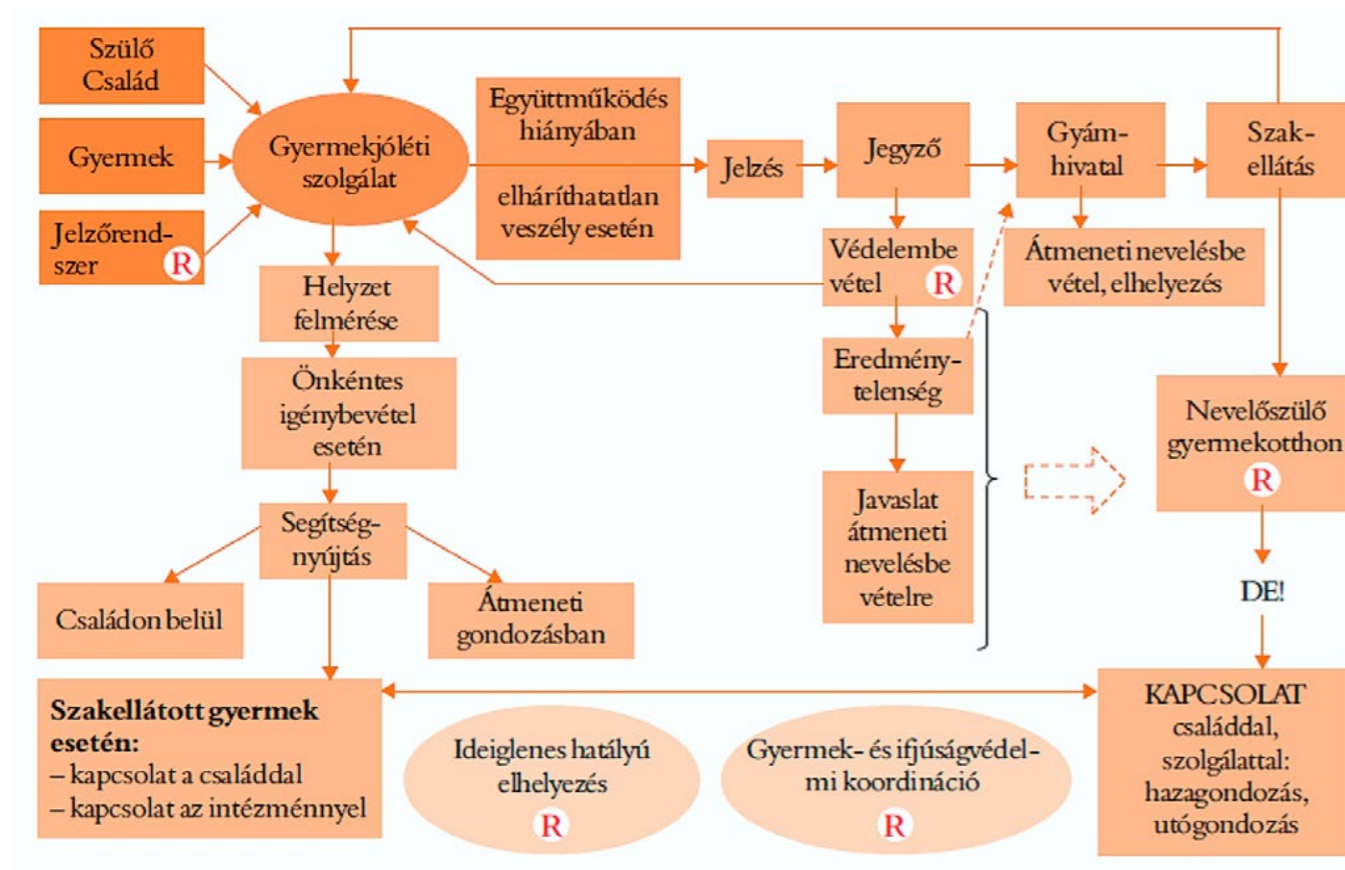 Szülő
Család
Gyermek
Jelzőrend-
szer
R
Gyermekjóléti
szolgálat
Együttműködés
hiányában
elháríthatatlan
veszély esetén
Jelzés
Jegyző
Gyám-
hivatal
Szak-
ellátás
Védelembe
vétel
R
Átmeneti nevelésbe
vétel, elhelyezés
Helyzet
felmérése
Eredmény-
telenség
Önkéntes
igénybevétel
esetén
Nevelőszülő
gyermekotthon
R
Javaslat
átmeneti
nevelésbe
vételre
Segítség-
nyújtás
Családon belül
Átmeneti
gondozásban
DE!
Szakellátott gyermek
esetén:
– kapcsolat a családdal
– kapcsolat az intézménnyel
Ideiglenes hatályú
elhelyezés
R
Gyermek- és ifjúságvédel-
mi koordináció
R
KAPCSOLAT
családdal,
szolgálattal:
hazagondozás,
utógondozás